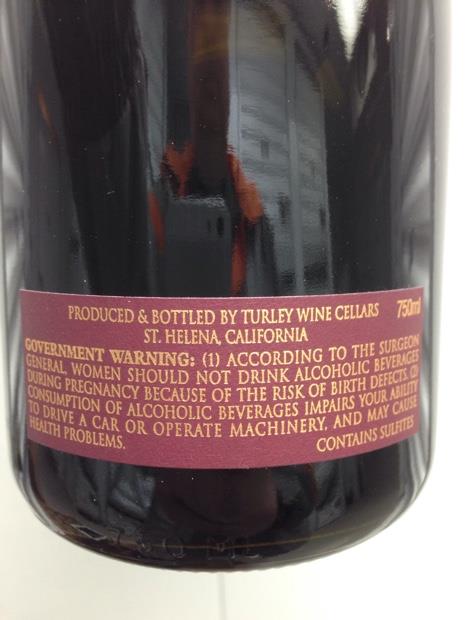 PRODUCED & BOTTLED BY TURLEY WINE CELLARS 750ml
ST. HELENA, CALIFORNIA
GOVERNMENT WARNING: (1) ACCORDING TO THE SURGEON
GENERAL, WOMEN SHOULD NOT DRINK ALCOHOLIC BEVERAGES
DURING PREGNANCY BECAUSE OF THE RISK OF BIRTH DEFECTS. (2)
CONSUMPTION OF ALCOHOLIC BEVERAGES IMPAIRS YOUR ABILITY
TO DRIVE A CAR OR OPERATE MACHINERY, AND MAY CAUSE
HEALTH PROBLEMS. CONTAINS SULFITES